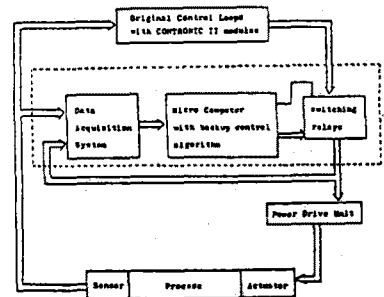 Original Control Loops
with CONTRONIC II modules
Data
Acquisition
System
Micro Computer
with backup control
algorithm
Switching
relays
Power Drive Unit
Sensor
Process
Actuator